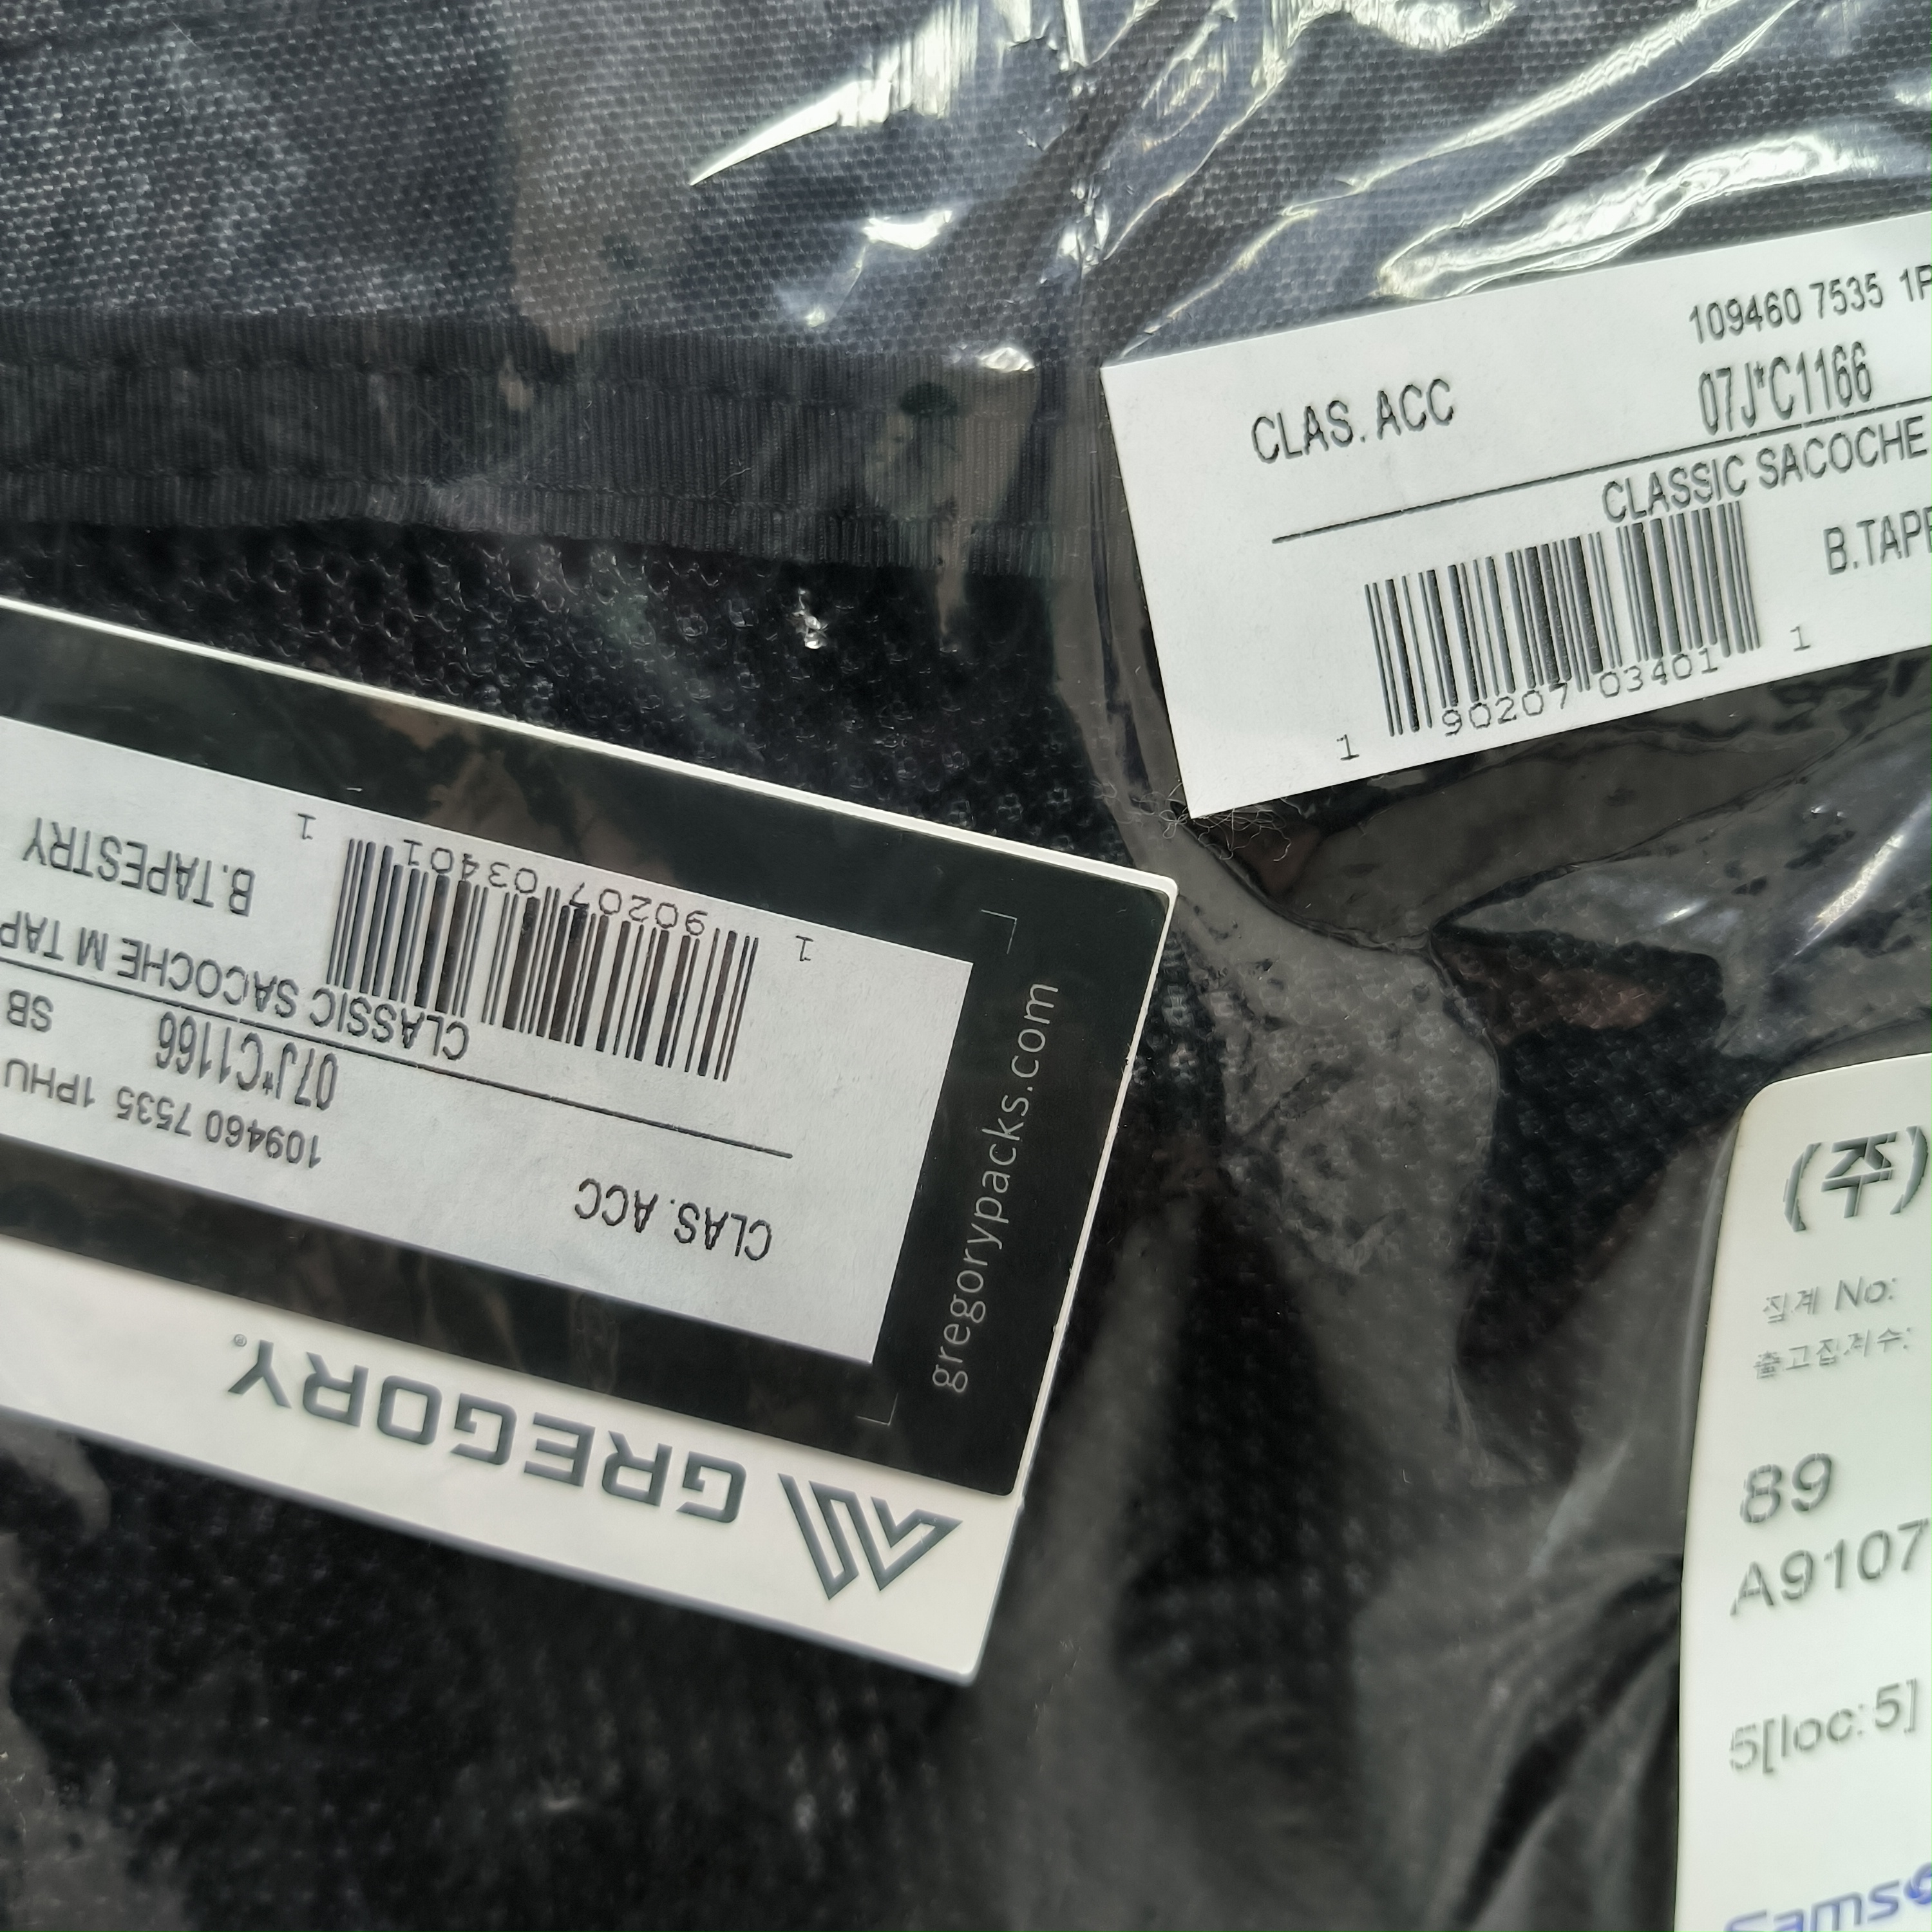 109460 7535 1P
CLAS. ACC
07J*C1166
CLASSIC SACOCHE
B.TAPE
1 90207 03401 1
GREGORY®
gregorypacks.com
109460 7535 1PHU
CLAS. ACC
07J*C1166 SB
CLASSIC SACOCHE M TAP
B.TAPESTRY
1 90207 03401 1
(주)
집계 No:
출고집계수:
89
A9107
5[loc:5]
Samso